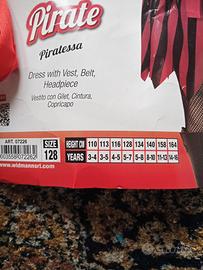 Pirate
Piratessa
Dress with Vest, Belt,
Headpiece
Vestito con Gilet, Cintura,
Copricapo
ART. 07226
SIZE
128
HEIGHT CM 110 113 116 128 134 140 158 164
YEARS 3-4 3-5 4-5 5-7 5-8 8-10 11-13 14-16
8003558072262
www.widmannsrl.com